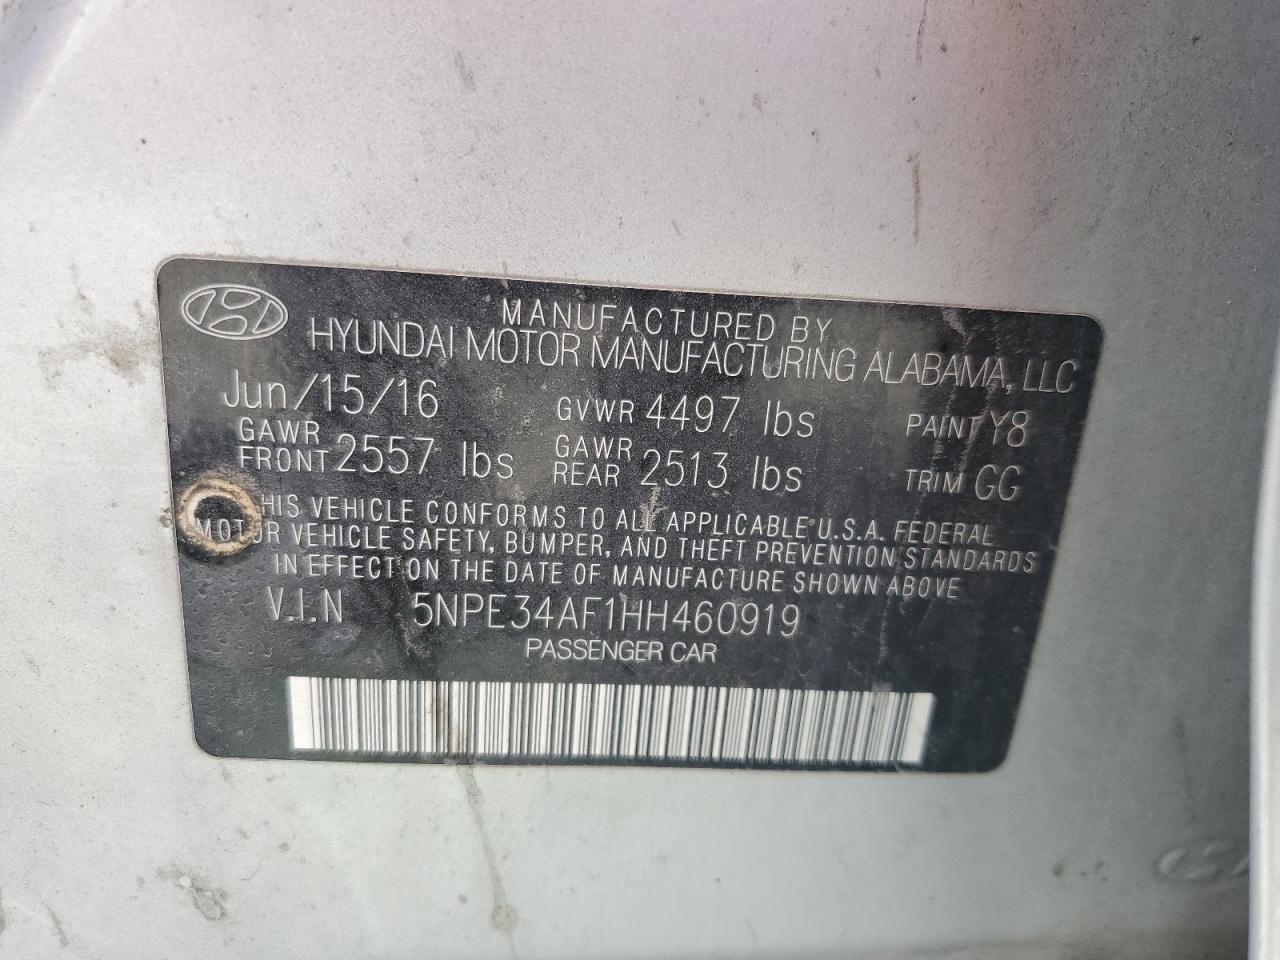 MANUFACTURED BY
HYUNDAI MOTOR MANUFACTURING ALABAMA, LLC
Jun/15/16 GVWR 4497 lbs PAINT Y8
GAWR FRONT 2557 lbs GAWR REAR 2513 lbs TRIM GG
HIS VEHICLE CONFORMS TO ALL APPLICABLE U.S.A. FEDERAL
MOTOR VEHICLE SAFETY, BUMPER, AND THEFT PREVENTION STANDARDS
IN EFFECT ON THE DATE OF MANUFACTURE SHOWN ABOVE
V.I.N 5NPE34AF1HH460919
PASSENGER CAR